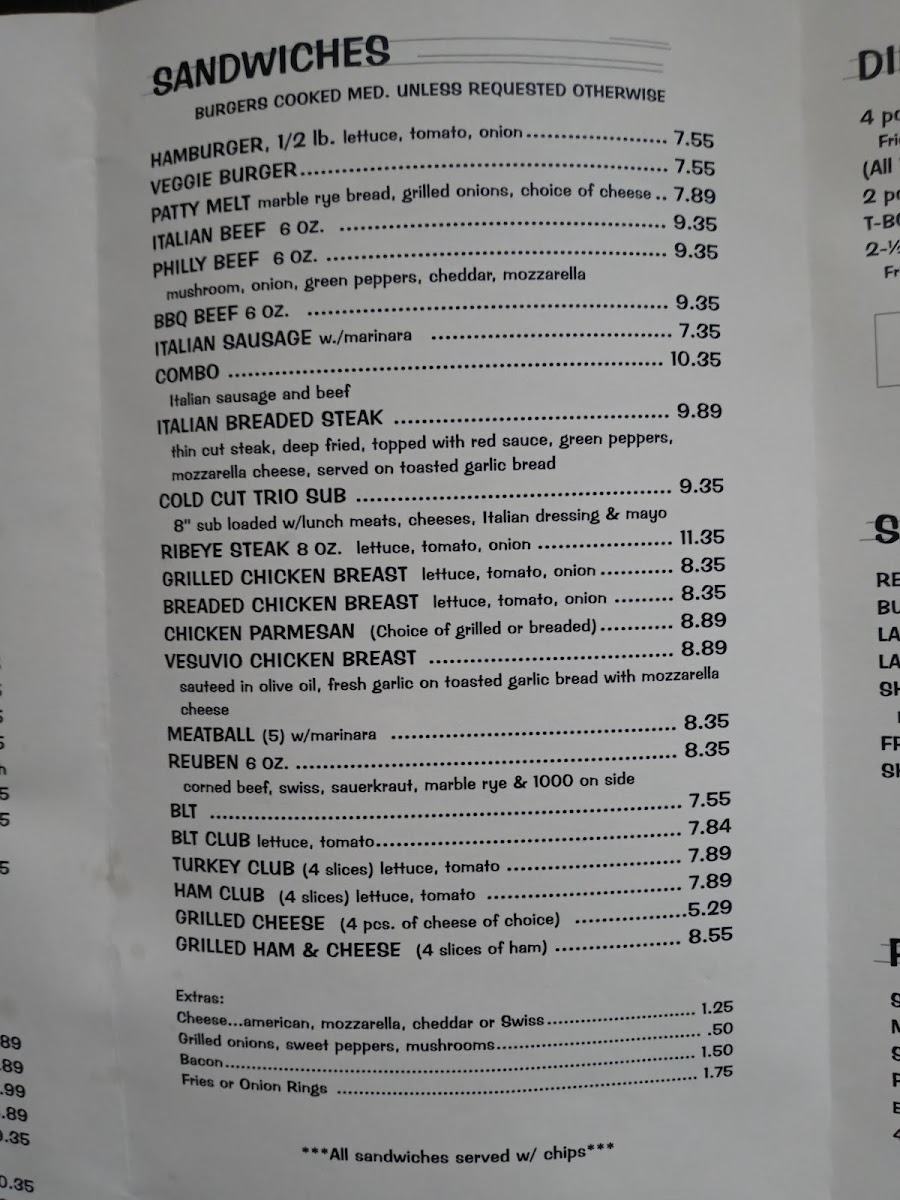 SANDWICHES
BURGERS COOKED MED. UNLESS REQUESTED OTHERWISE
HAMBURGER, 1/2 lb. lettuce, tomato, onion 7.55
VEGGIE BURGER 7.55
PATTY MELT marble rye bread, grilled onions, choice of cheese 7.89
ITALIAN BEEF 6 OZ. 9.35
PHILLY BEEF 6 OZ. 9.35
mushroom, onion, green peppers, cheddar, mozzarella
BBQ BEEF 6 OZ. 9.35
ITALIAN SAUSAGE w./marinara 7.35
COMBO 10.35
Italian sausage and beef
ITALIAN BREADED STEAK 9.89
thin cut steak, deep fried, topped with red sauce, green peppers,
mozzarella cheese, served on toasted garlic bread
COLD CUT TRIO SUB 9.35
8" sub loaded w/lunch meats, cheeses, Italian dressing & mayo
RIBEYE STEAK 8 OZ. lettuce, tomato, onion 11.35
GRILLED CHICKEN BREAST lettuce, tomato, onion 8.35
BREADED CHICKEN BREAST lettuce, tomato, onion 8.35
CHICKEN PARMESAN (Choice of grilled or breaded) 8.89
VESUVIO CHICKEN BREAST 8.89
sauteed in olive oil, fresh garlic on toasted garlic bread with mozzarella
cheese
MEATBALL (5) w/marinara 8.35
REUBEN 6 OZ. 8.35
corned beef, swiss, sauerkraut, marble rye & 1000 on side
BLT 7.55
BLT CLUB lettuce, tomato 7.84
TURKEY CLUB (4 slices) lettuce, tomato 7.89
HAM CLUB (4 slices) lettuce, tomato 7.89
GRILLED CHEESE (4 pcs. of cheese of choice) 5.29
GRILLED HAM & CHEESE (4 slices of ham) 8.55
Extras:
Cheese...american, mozzarella, cheddar or Swiss 1.25
Grilled onions, sweet peppers, mushrooms .50
Bacon 1.50
Fries or Onion Rings 1.75
***All sandwiches served w/ chips***
4 pc
(All
2 pc